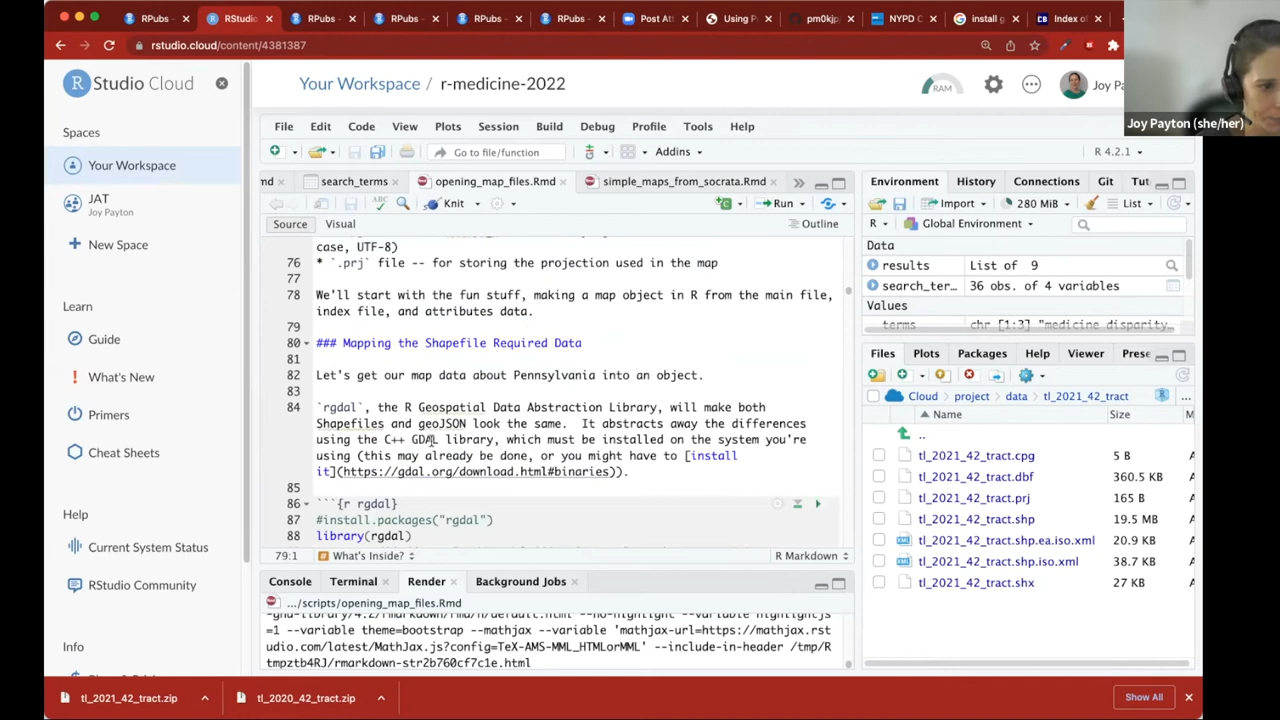 RPubs -
RStudio
RPubs -
RPubs -
RPubs -
RPubs -
Post Att
Using P
pm0kjp
NYPD C
install g
Index of
rstudio.cloud/content/4381387
Joy Payton (she/her)
R Studio Cloud
Your Workspace / r-medicine-2022
RAM
Joy Pa
Spaces
Your Workspace
JAT
Joy Payton
New Space
Learn
Guide
What's New
Primers
Cheat Sheets
Help
Current System Status
RStudio Community
Info
File Edit Code View Plots Session Build Debug Profile Tools Help
Go to file/function
Addins
R 4.2.1
md
search_terms
opening_map_files.Rmd
simple_maps_from_socrata.Rmd
Knit
Run
Source Visual
Outline
case, UTF-8)
76 * `.prj` file -- for storing the projection used in the map
77
78 We'll start with the fun stuff, making a map object in R from the main file,
index file, and attributes data.
79
80 ### Mapping the Shapefile Required Data
81
82 Let's get our map data about Pennsylvania into an object.
83
84 `rgdal`, the R Geospatial Data Abstraction Library, will make both
Shapefiles and geoJSON look the same.  It abstracts away the differences
using the C++ GDAL library, which must be installed on the system you're
using (this may already be done, or you might have to [install
it](https://gdal.org/download.html#binaries)).
85
86 ```{r rgdal}
87 #install.packages("rgdal")
88 library(rgdal)
79:1 # What's Inside?
R Markdown
Console Terminal Render Background Jobs
.../scripts/opening_map_files.Rmd
=1 --variable theme=bootstrap --mathjax --variable 'mathjax-url=https://mathjax.rst
udio.com/latest/MathJax.js?config=TeX-AMS-MML_HTMLorMML' --include-in-header /tmp/R
tmpztb4RJ/rmarkdown-str2b760cf7c1e.html
Environment History Connections Git Tut
Import
280 MiB
List
R
Global Environment
Data
results List of 9
search_ter… 36 obs. of 4 variables
Values
terms chr [1:3] "medicine disparity
Files Plots Packages Help Viewer Prese
Cloud project data tl_2021_42_tract
Name Size M
..
tl_2021_42_tract.cpg 5 B A
tl_2021_42_tract.dbf 360.5 KB A
tl_2021_42_tract.prj 165 B A
tl_2021_42_tract.shp 19.5 MB A
tl_2021_42_tract.shp.ea.iso.xml 20.9 KB A
tl_2021_42_tract.shp.iso.xml 38.7 KB A
tl_2021_42_tract.shx 27 KB A
tl_2021_42_tract.zip
tl_2020_42_tract.zip
Show All